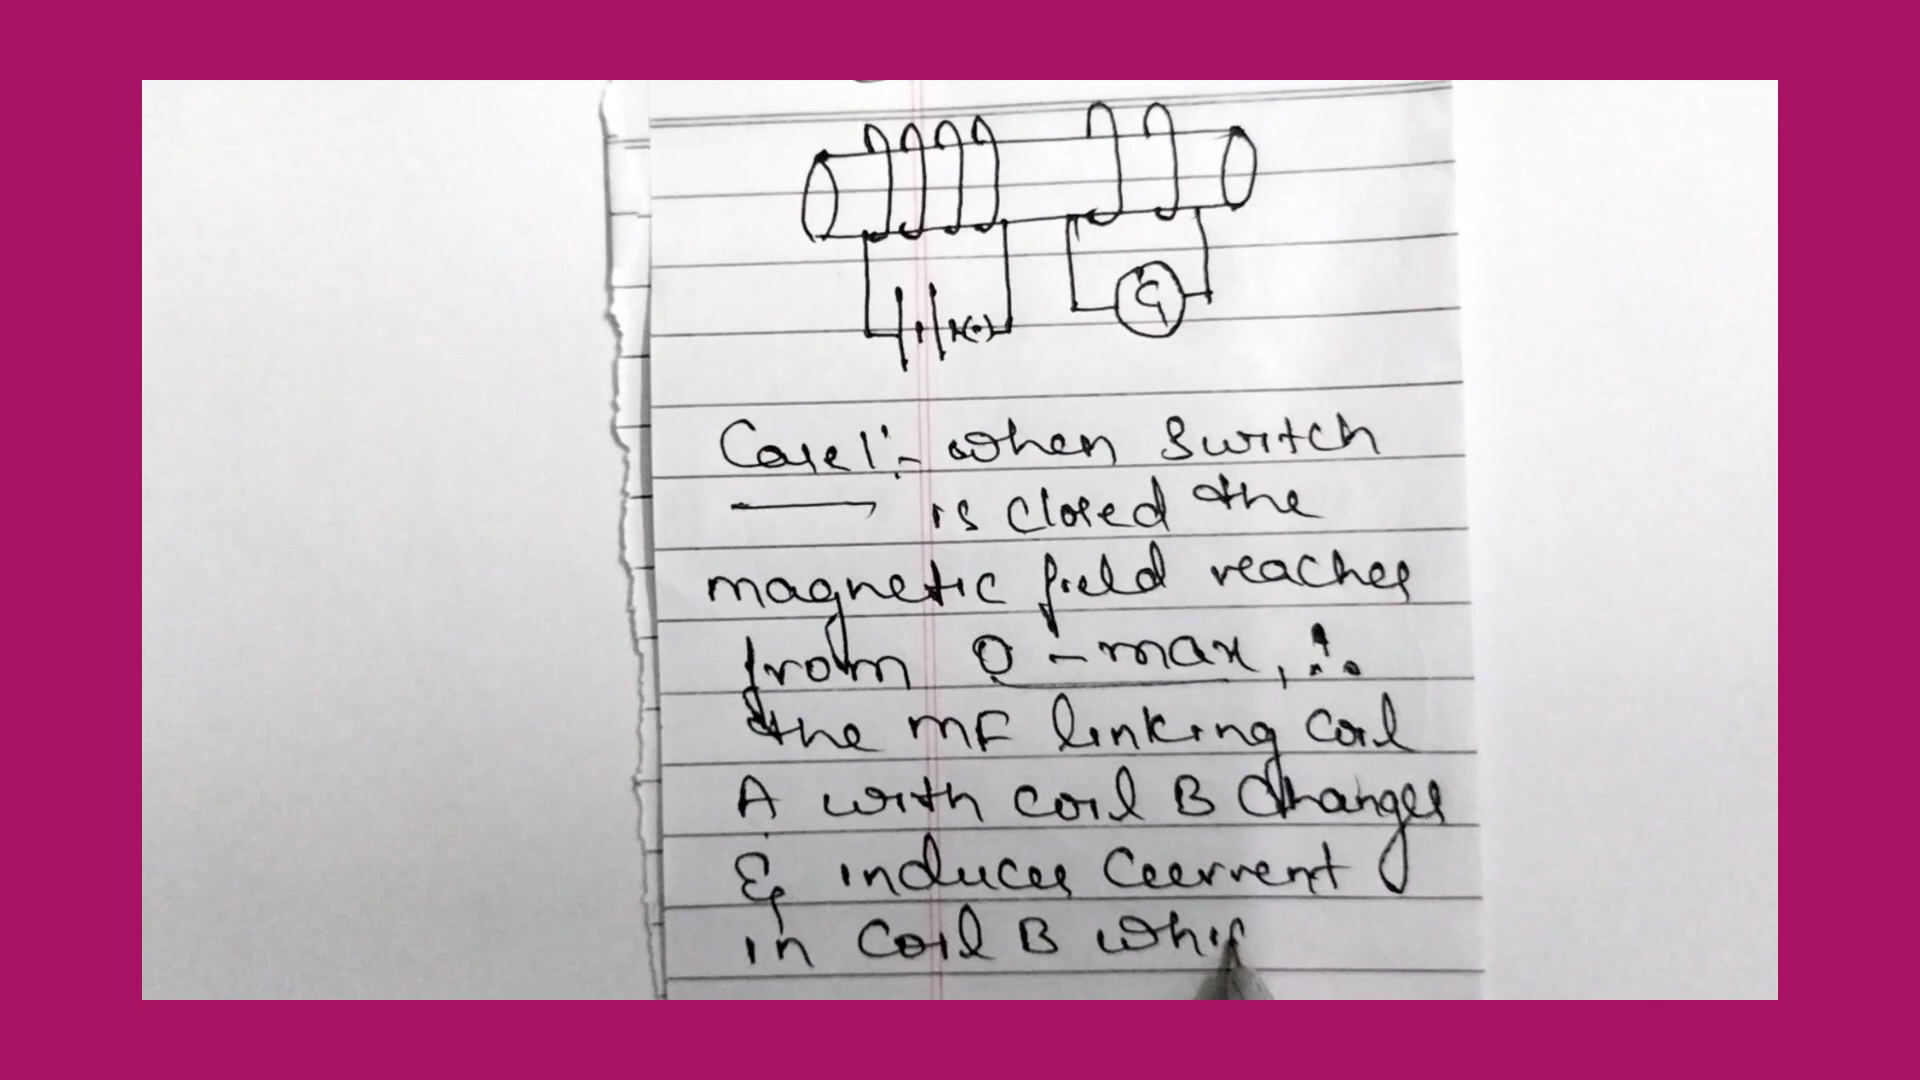 G
Case 1:- when switch
is closed the
magnetic field reaches
from 0 - max, ∴
the MF linking coil
A with coil B changes
& induces current
in coil B whic